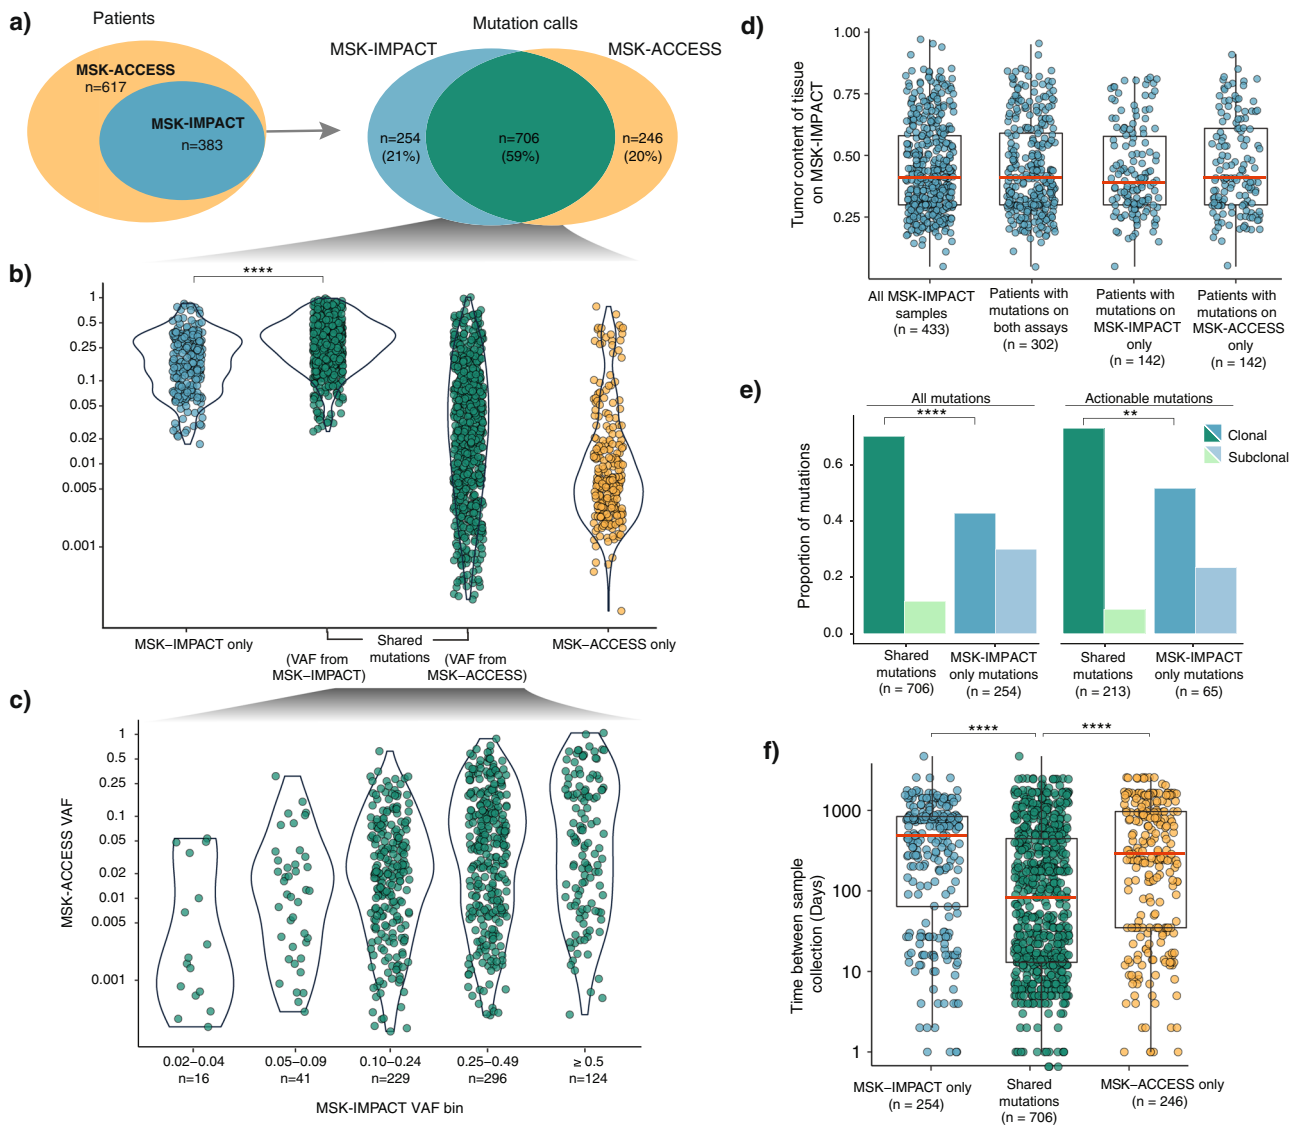 a)
Patients
MSK-ACCESS
n=617
MSK-IMPACT
n=383
Mutation calls
MSK-IMPACT
MSK-ACCESS
n=254
(21%)
n=706
(59%)
n=246
(20%)
b)
****
1
0.5
0.25
0.1
0.05
0.02
0.01
0.005
0.001
MSK–IMPACT only
Shared
mutations
(VAF from
MSK–IMPACT)
(VAF from
MSK–ACCESS)
MSK–ACCESS only
c)
MSK-ACCESS VAF
1
0.5
0.25
0.1
0.05
0.02
0.01
0.005
0.001
0.02–0.04
n=16
0.05–0.09
n=41
0.10–0.24
n=229
0.25–0.49
n=296
≥ 0.5
n=124
MSK-IMPACT VAF bin
d)
Tumor content of tissue
on MSK-IMPACT
1.00
0.75
0.50
0.25
All MSK-IMPACT
samples
(n = 433)
Patients with
mutations on
both assays
(n = 302)
Patients with
mutations on
MSK-IMPACT
only
(n = 142)
Patients with
mutations on
MSK-ACCESS
only
(n = 142)
e)
All mutations
****
Actionable mutations
**
Clonal
Subclonal
Proportion of mutations
0.6
0.4
0.2
0.0
Shared
mutations
(n = 706)
MSK-IMPACT
only mutations
(n = 254)
Shared
mutations
(n = 213)
MSK-IMPACT
only mutations
(n = 65)
f)
****
****
Time between sample
collection (Days)
1000
100
10
1
MSK–IMPACT only
(n = 254)
Shared
mutations
(n = 706)
MSK–ACCESS only
(n = 246)